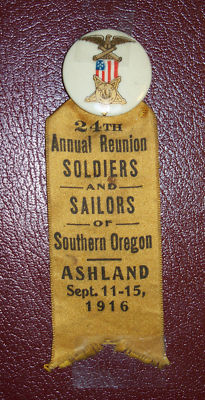 24TH
Annual Reunion
SOLDIERS
AND
SAILORS
OF
Southern Oregon
ASHLAND
Sept. 11-15,
1916